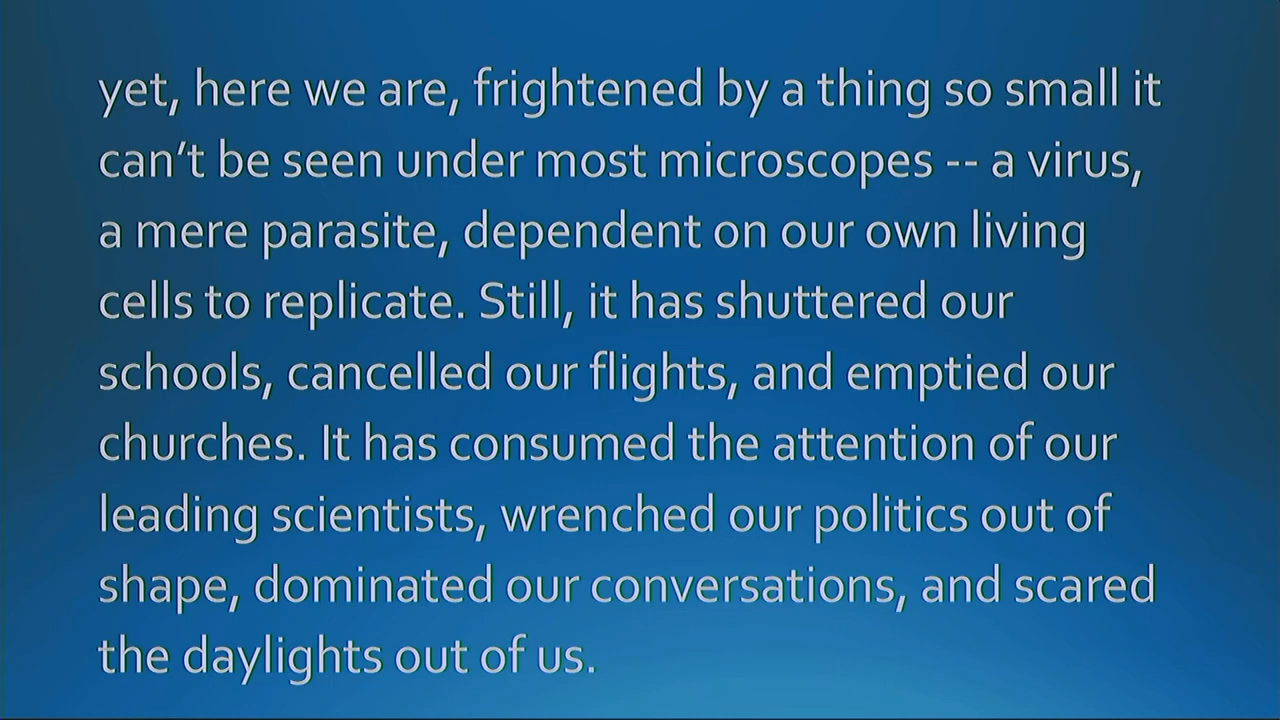 yet, here we are, frightened by a thing so small it
can’t be seen under most microscopes -- a virus,
a mere parasite, dependent on our own living
cells to replicate. Still, it has shuttered our
schools, cancelled our flights, and emptied our
churches. It has consumed the attention of our
leading scientists, wrenched our politics out of
shape, dominated our conversations, and scared
the daylights out of us.